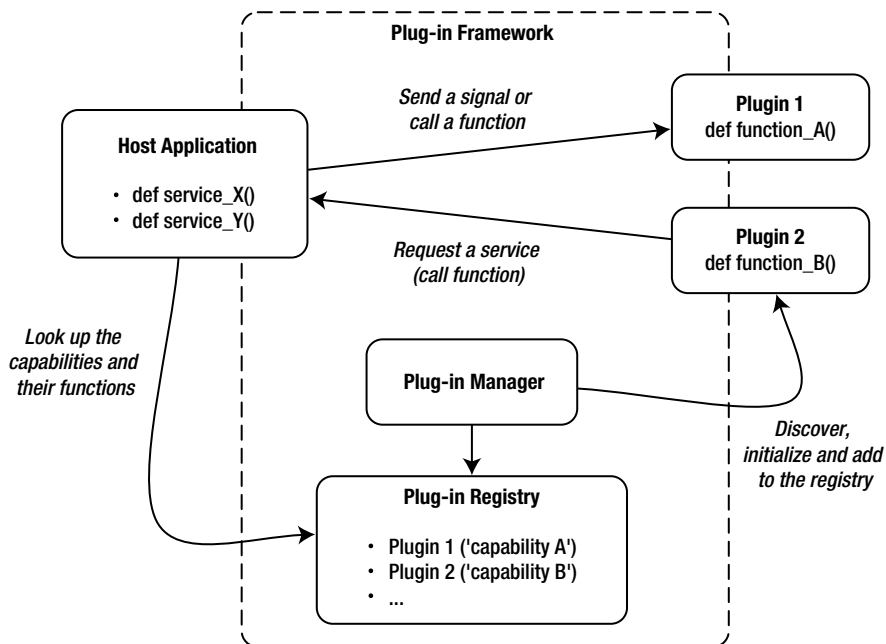 Plug-in Framework
Send a signal or
call a function
Plugin 1
def function_A()
Host Application
• def service_X()
• def service_Y()
Request a service
(call function)
Plugin 2
def function_B()
Look up the
capabilities and
their functions
Plug-in Manager
Discover,
initialize and add
to the registry
Plug-in Registry
• Plugin 1 ('capability A')
• Plugin 2 ('capability B')
• ...